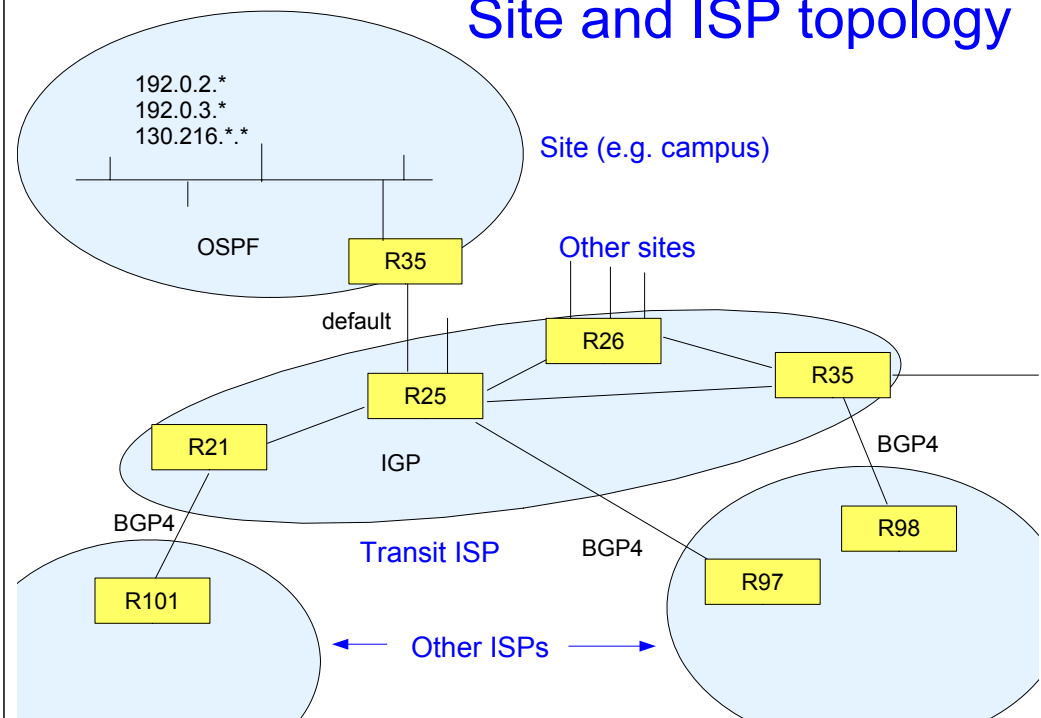 Site and ISP topology
192.0.2.*
192.0.3.*
130.216.*.*
Site (e.g. campus)
OSPF
R35
Other sites
default
R26
R35
R25
R21
IGP
BGP4
BGP4
R98
Transit ISP
BGP4
R97
R101
Other ISPs